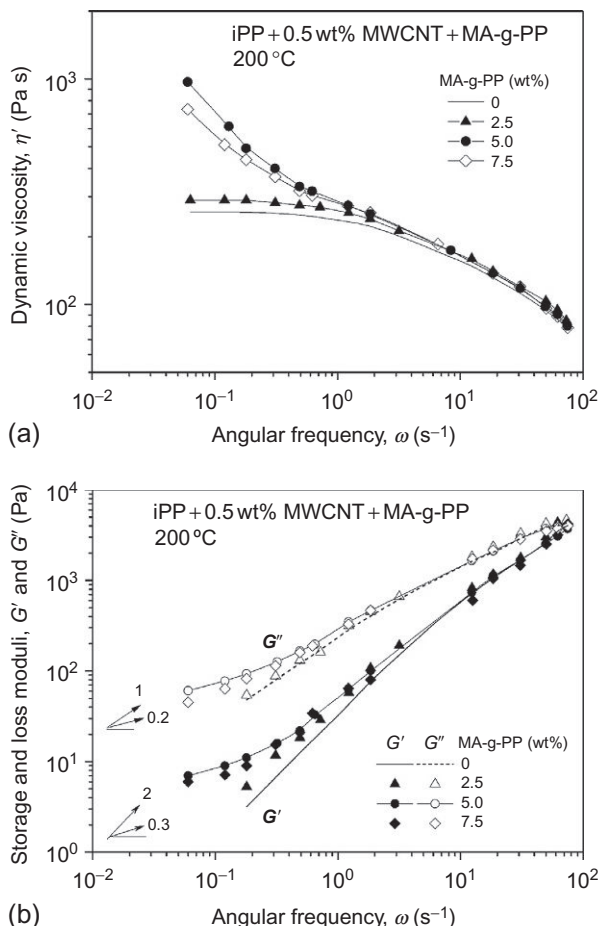 iPP + 0.5 wt% MWCNT + MA-g-PP
200 °C
MA-g-PP (wt%)
0
2.5
5.0
7.5
10³
10²
Dynamic viscosity, η′ (Pa s)
10⁻² 10⁻¹ 10⁰ 10¹ 10²
(a)
Angular frequency, ω (s⁻¹)
iPP + 0.5 wt% MWCNT + MA-g-PP
200 ºC
10⁴
10³
10²
10¹
10⁰
Storage and loss moduli, G′ and G″ (Pa)
G″
1
0.2
2
0.3
G′
G′ G″ MA-g-PP (wt%)
0
2.5
5.0
7.5
10⁻² 10⁻¹ 10⁰ 10¹ 10²
(b)
Angular frequency, ω (s⁻¹)